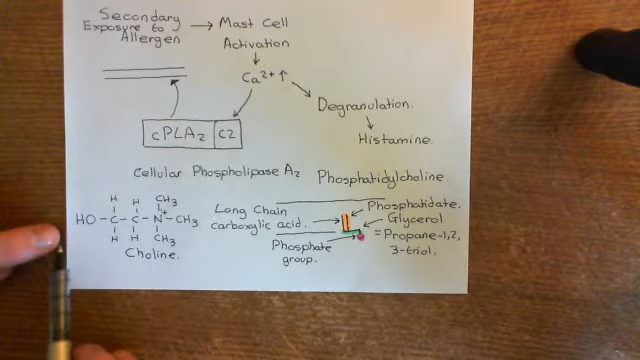 Secondary
Exposure to
Allergen
Mast Cell
Activation
Ca2+ ↑
Degranulation.
Histamine.
cPLA2 C2
Cellular Phospholipase A2
Phosphatidylcholine.
H H CH3
HO - C - C - N+ - CH3
H H CH3
Choline.
Long Chain
carboxylic acid.
Phosphate
group.
Phosphatidate.
Glycerol
= Propane-1,2,
3-triol.